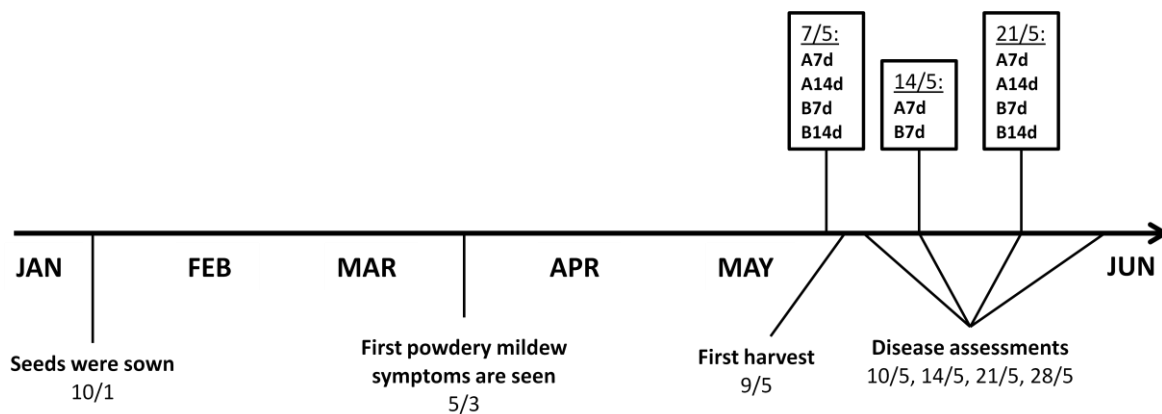 7/5:
A7d
A14d
B7d
B14d
14/5:
A7d
B7d
21/5:
A7d
A14d
B7d
B14d
JAN
FEB
MAR
APR
MAY
JUN
Seeds were sown
10/1
First powdery mildew
symptoms are seen
5/3
First harvest
9/5
Disease assessments
10/5, 14/5, 21/5, 28/5